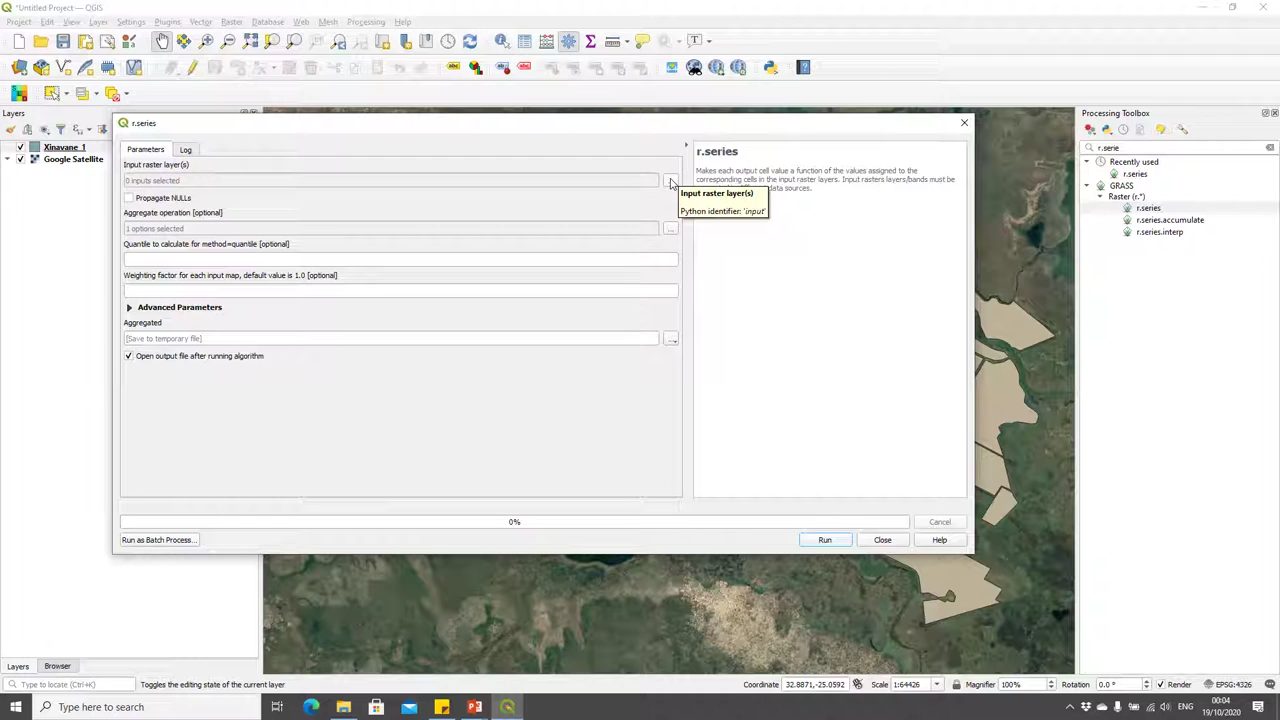 *Untitled Project — QGIS
Project Edit View Layer Settings Plugins Vector Raster Database Web Mesh Processing Help
Layers
Xinavane_1
Google Satellite
r.series
Parameters Log
Input raster layer(s)
0 inputs selected
Propagate NULLs
Aggregate operation [optional]
1 options selected
...
Quantile to calculate for method=quantile [optional]
Weighting factor for each input map, default value is 1.0 [optional]
Advanced Parameters
Aggregated
[Save to temporary file]
...
Open output file after running algorithm
r.series
Makes each output cell value a function of the values assigned to the
corresponding cells in the input raster layers. Input rasters layers/bands must be
data sources.
Input raster layer(s)
Python identifier: 'input'
0%
Cancel
Run as Batch Process...
Run Close Help
Processing Toolbox
r.serie
Recently used
r.series
GRASS
Raster (r.*)
r.series
r.series.accumulate
r.series.interp
Layers Browser
Type to locate (Ctrl+K)
Toggles the editing state of the current layer
Coordinate 32.8871,-25.0592
Scale 1:64426
Magnifier 100%
Rotation 0.0 °
Render
EPSG:4326
Type here to search
00:04
19/10/2020